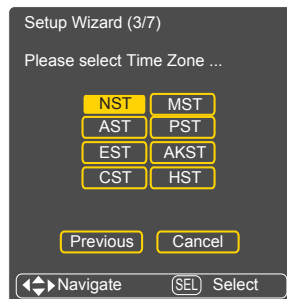 Setup Wizard (3/7)
Please select Time Zone ...
NST MST
AST PST
EST AKST
CST HST
Previous Cancel
Navigate SEL Select